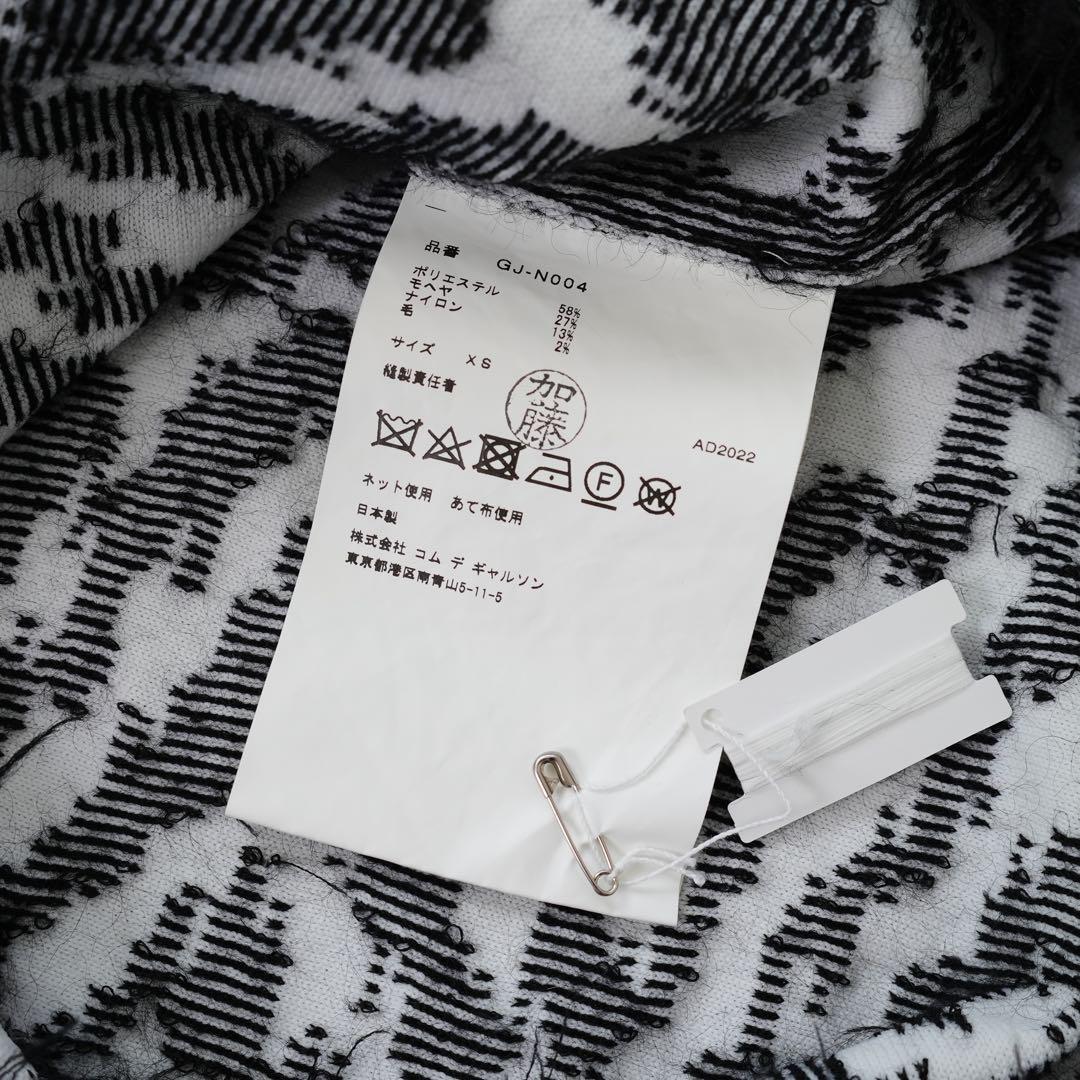 品番 GJ-N004
ポリエステル 58%
モヘヤ 27%
ナイロン 13%
毛 2%
サイズ XS
縫製責任者 加藤
AD2022
F
W
ネット使用 あて布使用
日本製
株式会社 コム デ ギャルソン
東京都港区南青山5-11-5